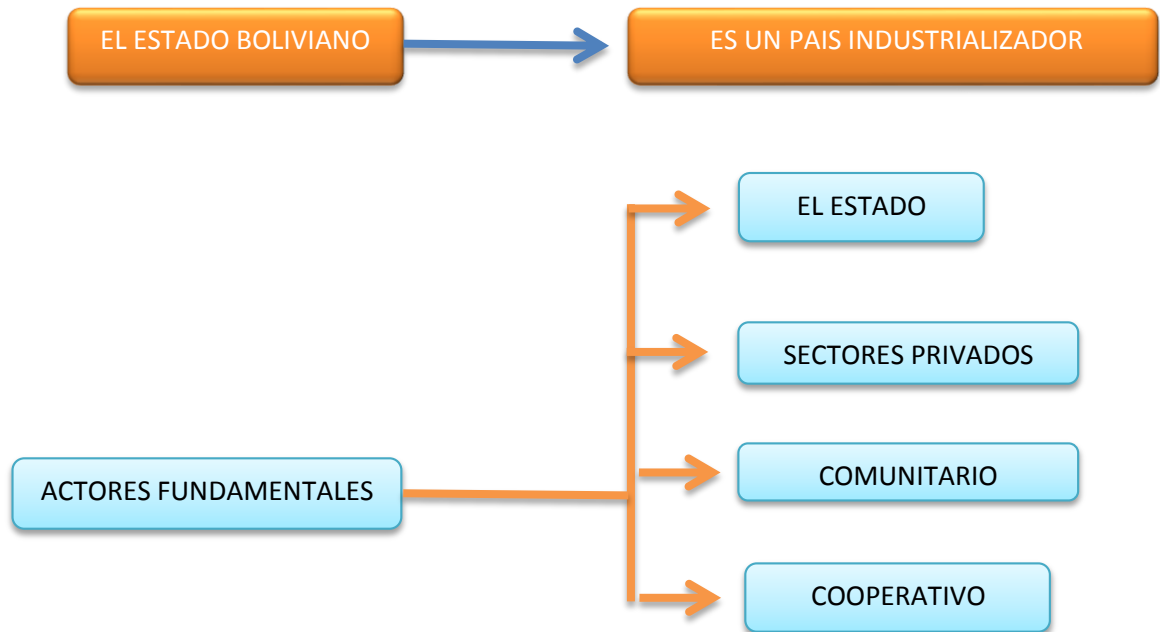 EL ESTADO BOLIVIANO
ES UN PAIS INDUSTRIALIZADOR
EL ESTADO
SECTORES PRIVADOS
ACTORES FUNDAMENTALES
COMUNITARIO
COOPERATIVO